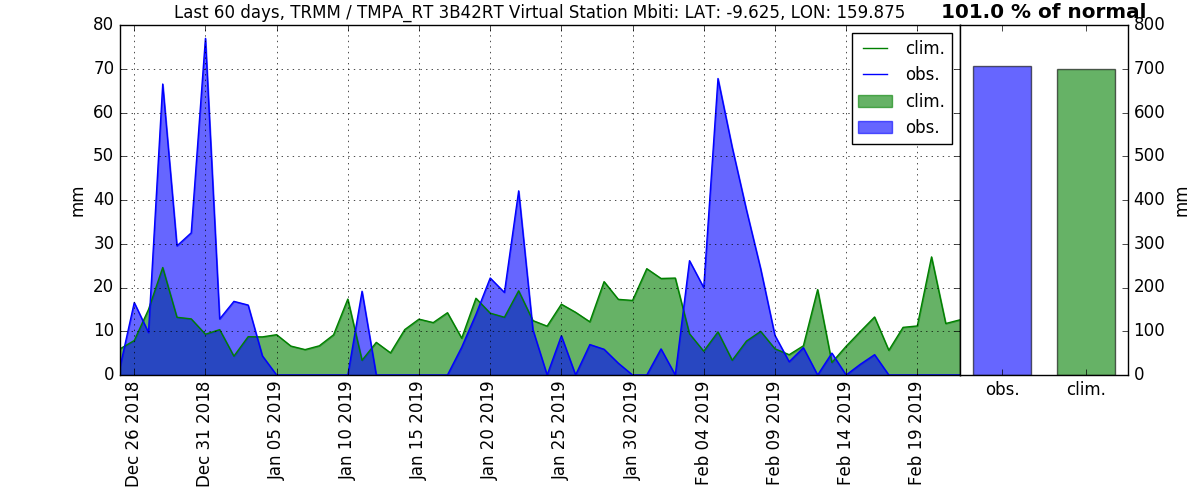 Last 60 days, TRMM / TMPA_RT 3B42RT Virtual Station Mbiti: LAT: -9.625, LON: 159.875
101.0 % of normal
80
70
60
50
40
30
20
10
0
mm
clim.
obs.
clim.
obs.
Dec 26 2018
Dec 31 2018
Jan 05 2019
Jan 10 2019
Jan 15 2019
Jan 20 2019
Jan 25 2019
Jan 30 2019
Feb 04 2019
Feb 09 2019
Feb 14 2019
Feb 19 2019
800
700
600
500
400
300
200
100
0
mm
obs.
clim.